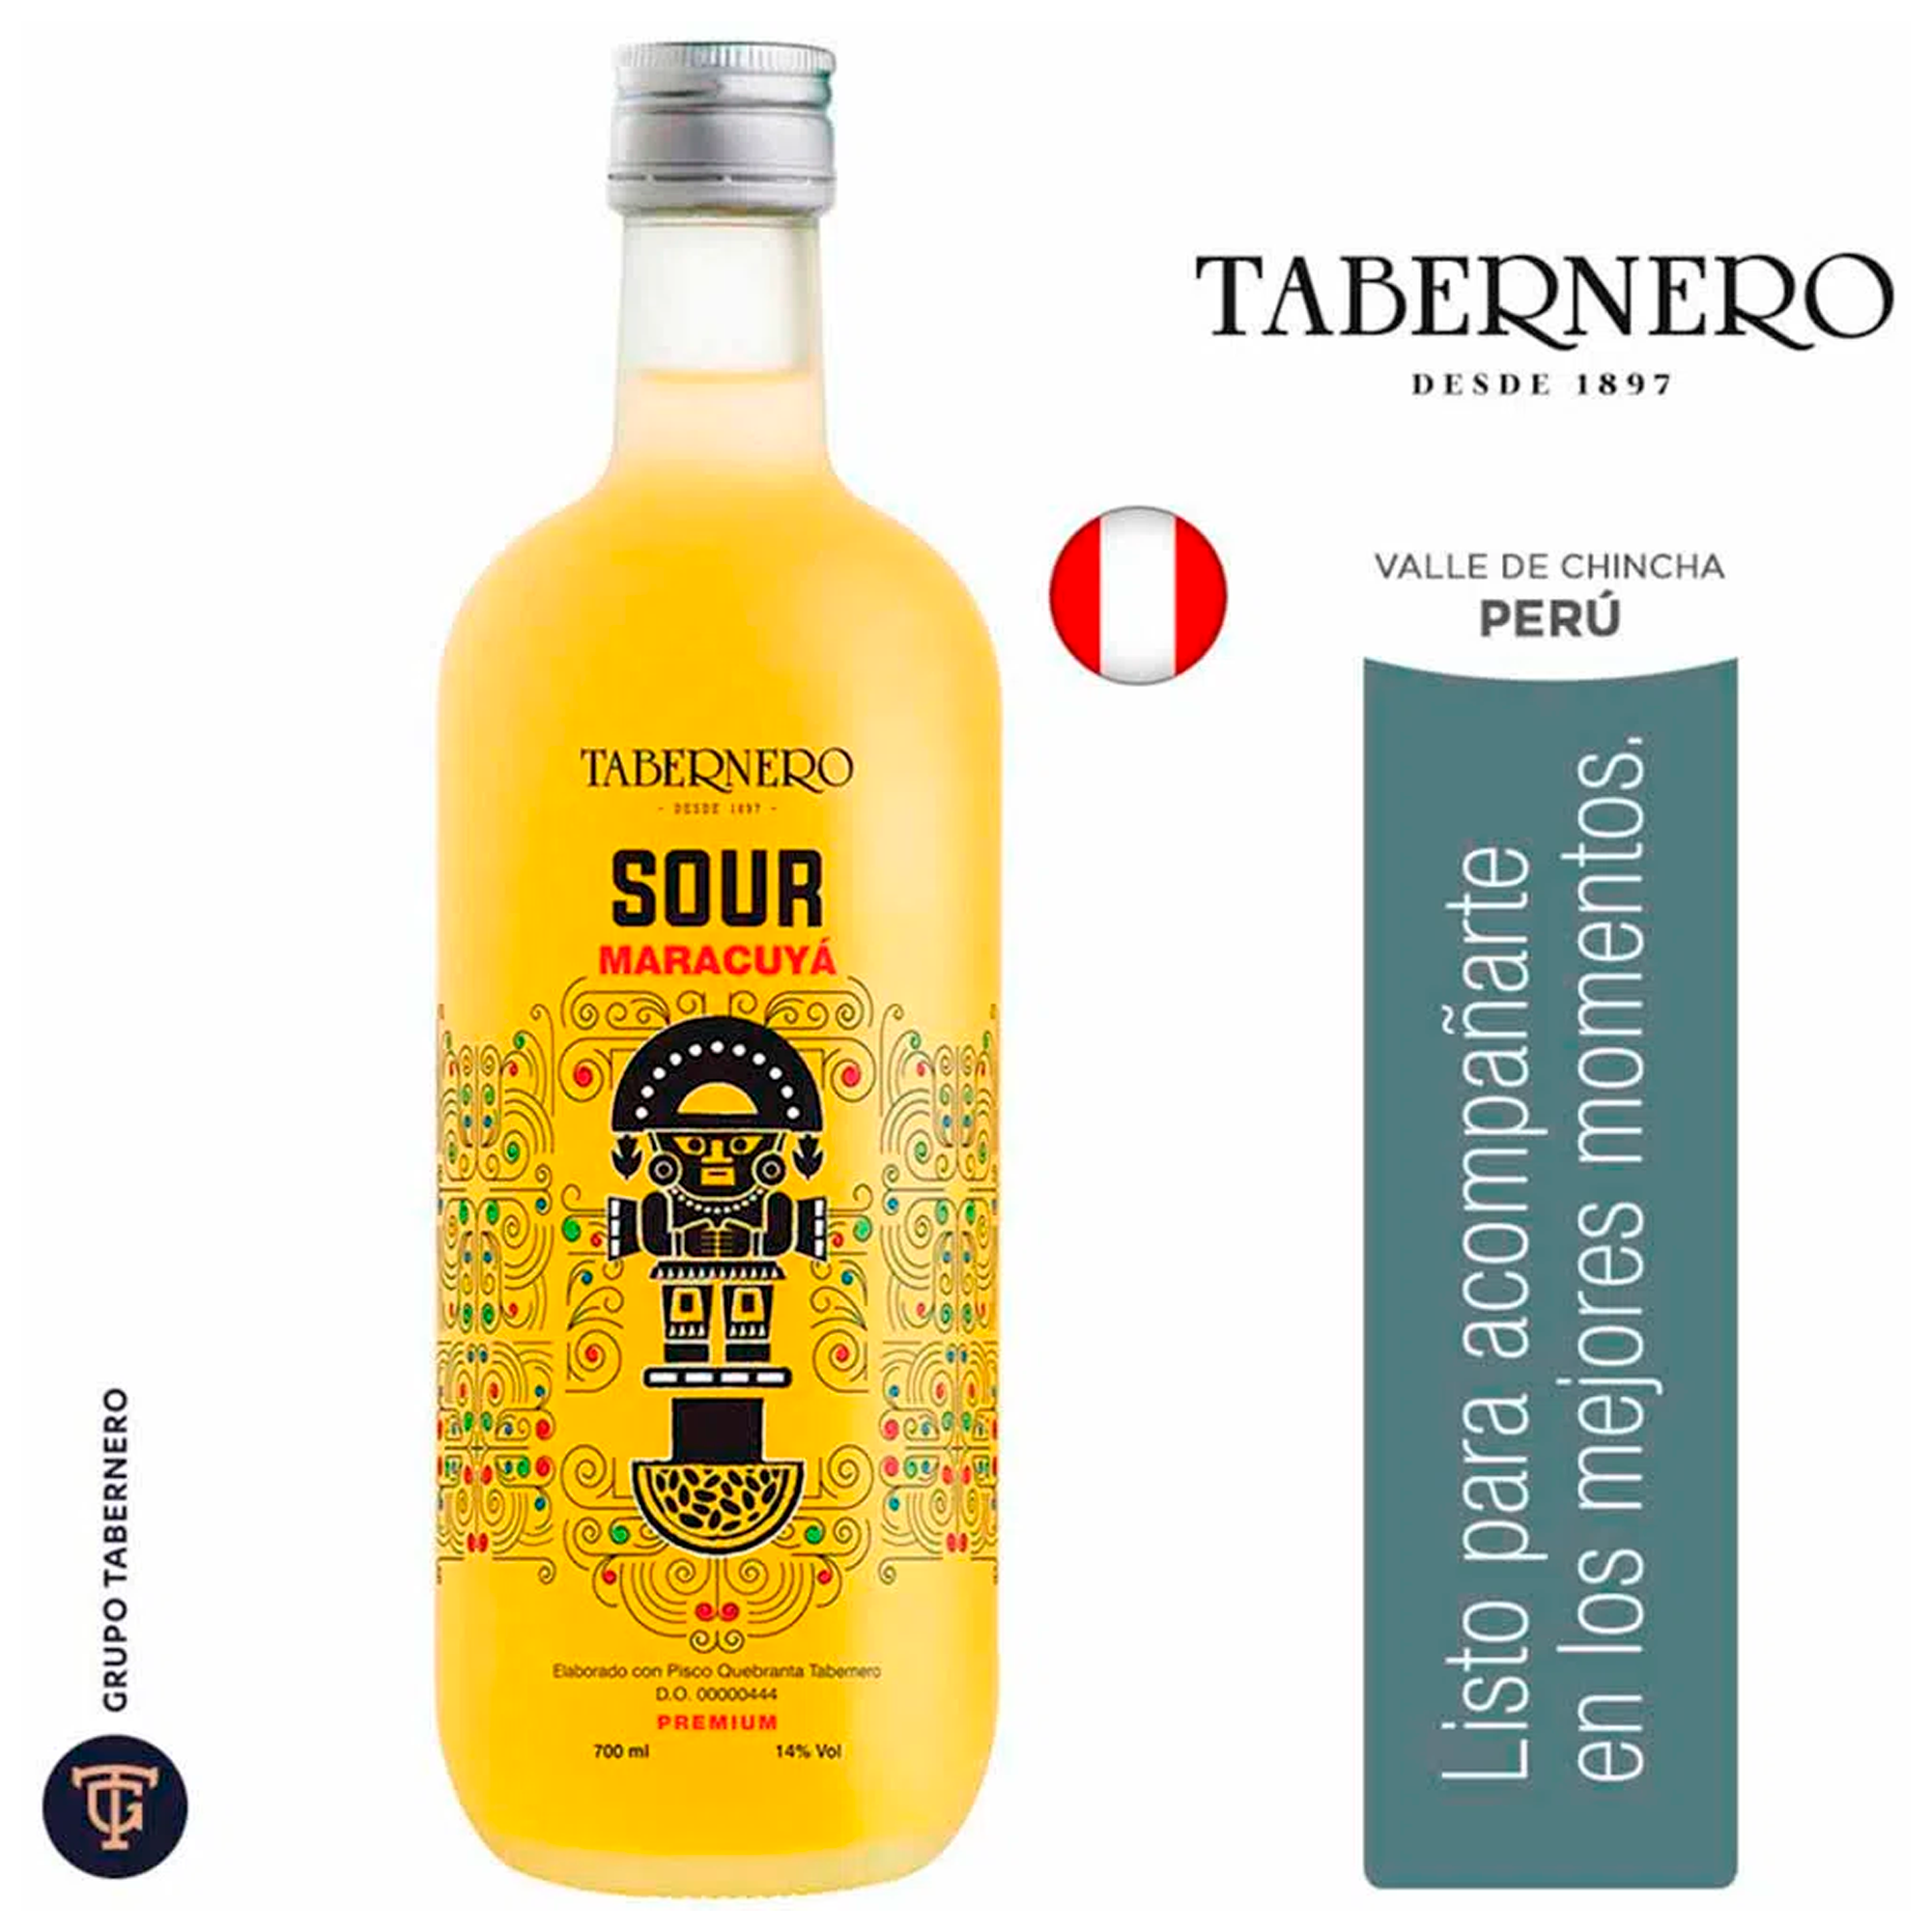 TABERNERO
DESDE 1897
VALLE DE CHINCHA
PERÚ
Listo para acompañarte
en los mejores momentos.
TABERNERO
- DESDE 1897 -
SOUR
MARACUYÁ
Elaborado con Pisco Quebranta Tabernero
D.O. 00000444
PREMIUM
700 ml 14% Vol
GRUPO TABERNERO
TG